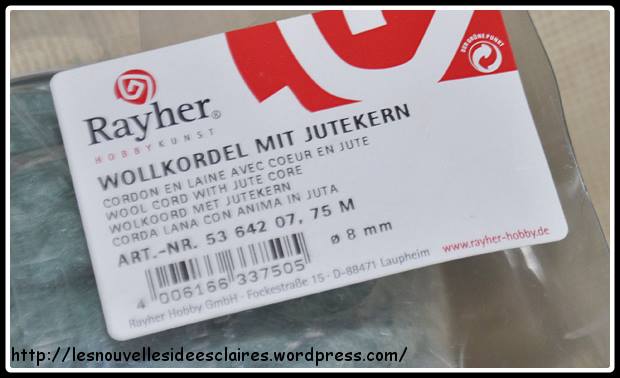 DER GRÜNE PUNKT
Rayher®
HOBBYKUNST
WOLLKORDEL MIT JUTEKERN
CORDON EN LAINE AVEC COEUR EN JUTE
WOOL CORD WITH JUTE CORE
WOLKOORD MET JUTEKERN
CORDA LANA CON ANIMA IN JUTA
ART.-NR. 53 642 07, 75 M
ø 8 mm
4 006166 337505
www.rayher-hobby.de
Rayher Hobby GmbH · Fockestraße 15 · D-88471 Laupheim
http://lesnouvellesideesclaires.wordpress.com/